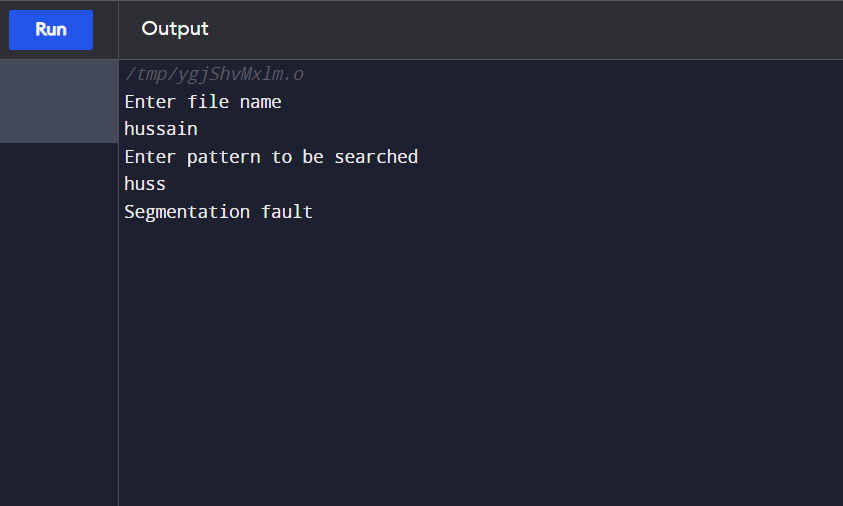 Run
Output
/tmp/ygjShvMxlm.o
Enter file name
hussain
Enter pattern to be searched
huss
Segmentation fault